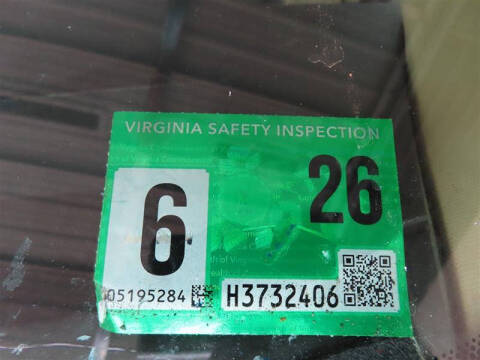 VIRGINIA SAFETY INSPECTION
6 26
05195284 H3732406